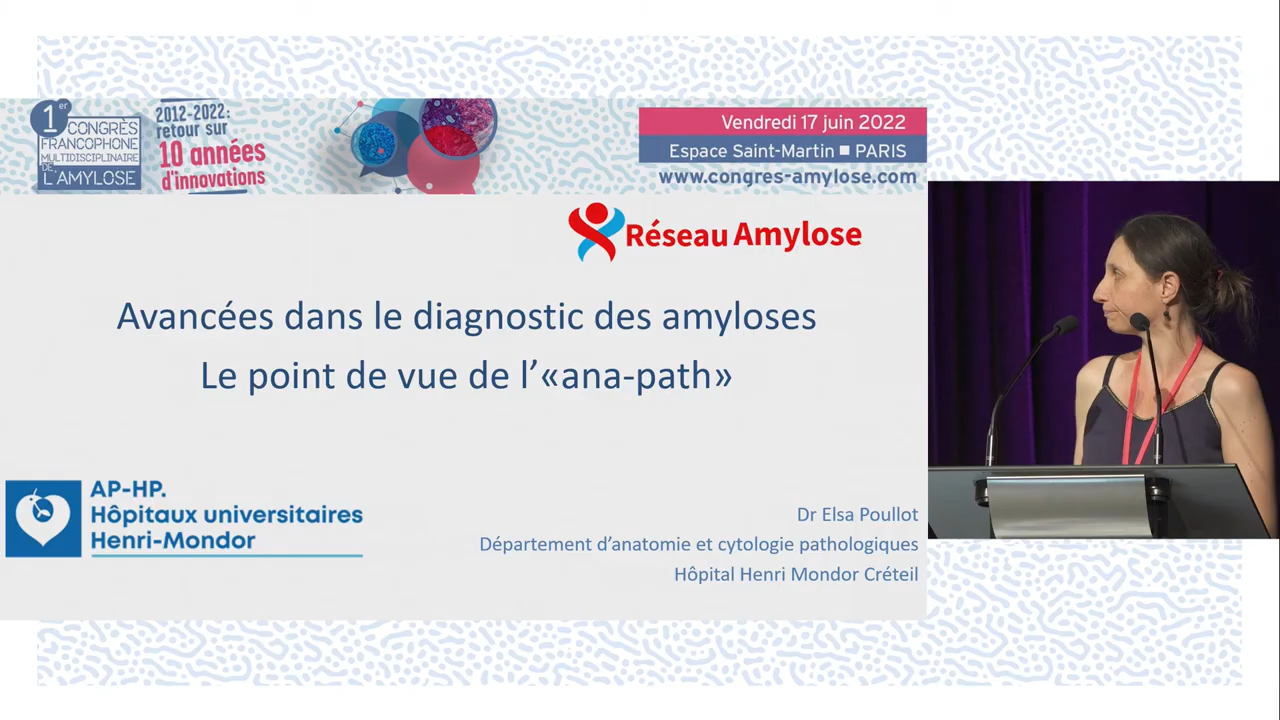 1er
CONGRÈS
FRANCOPHONE
MULTIDISCIPLINAIRE
DE
L'AMYLOSE
2012-2022:
retour sur
10 années
d'innovations
Vendredi 17 juin 2022
Espace Saint-Martin ■ PARIS
www.congres-amylose.com
Réseau Amylose
Avancées dans le diagnostic des amyloses
Le point de vue de l'«ana-path»
AP-HP.
Hôpitaux universitaires
Henri-Mondor
Dr Elsa Poullot
Département d'anatomie et cytologie pathologiques
Hôpital Henri Mondor Créteil